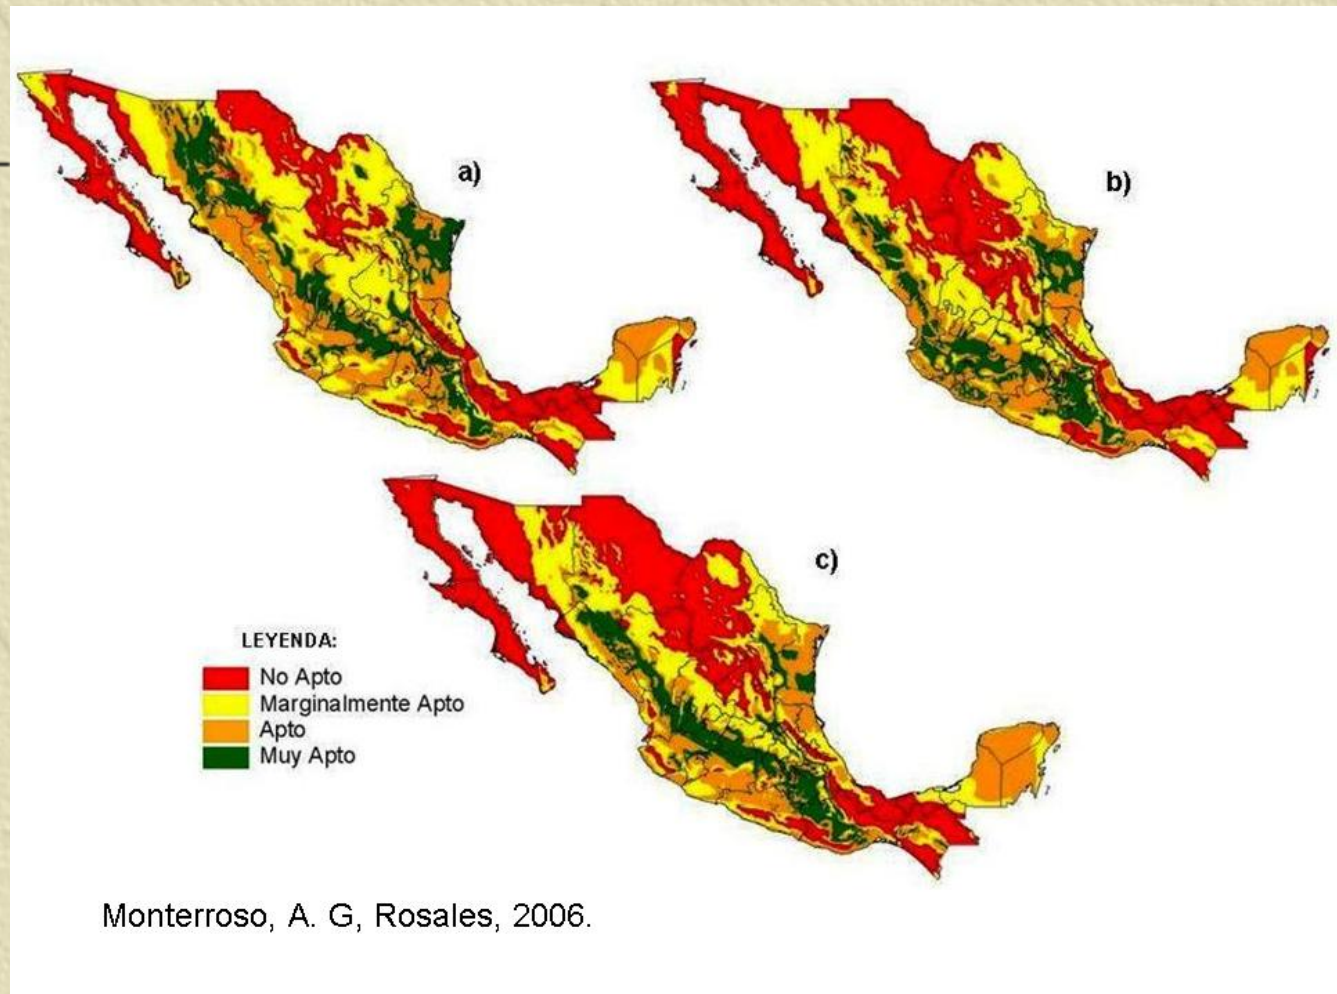 a)
b)
c)
LEYENDA:
No Apto
Marginalmente Apto
Apto
Muy Apto
Monterroso, A. G, Rosales, 2006.